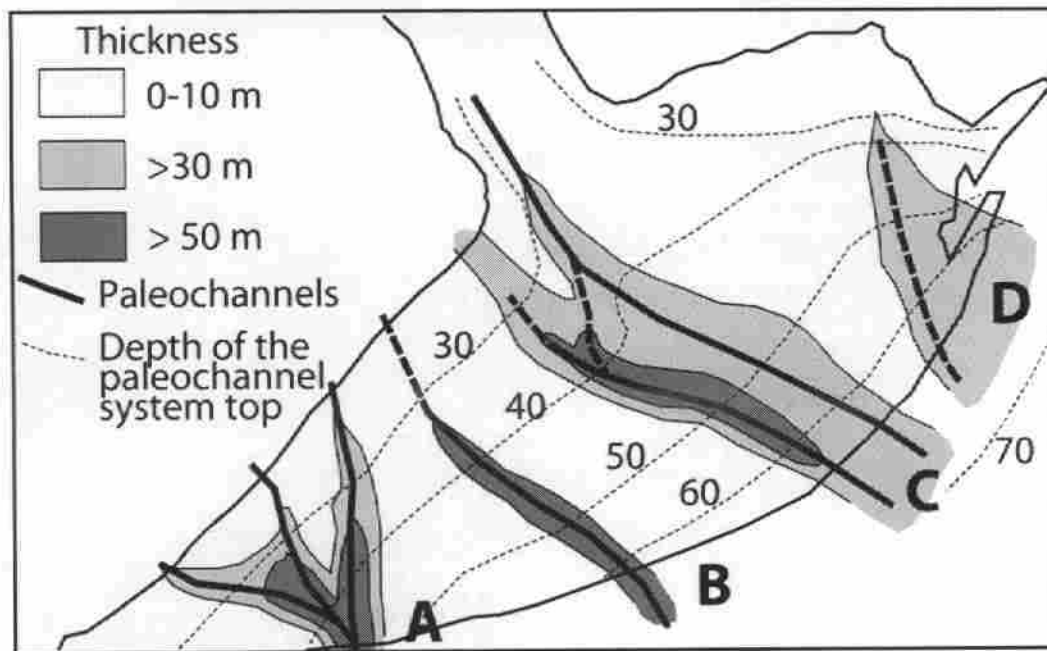 Thickness
0-10 m
>30 m
> 50 m
Paleochannels
Depth of the
paleochannel
system top
30
30
40
50
60
70
A
B
C
D